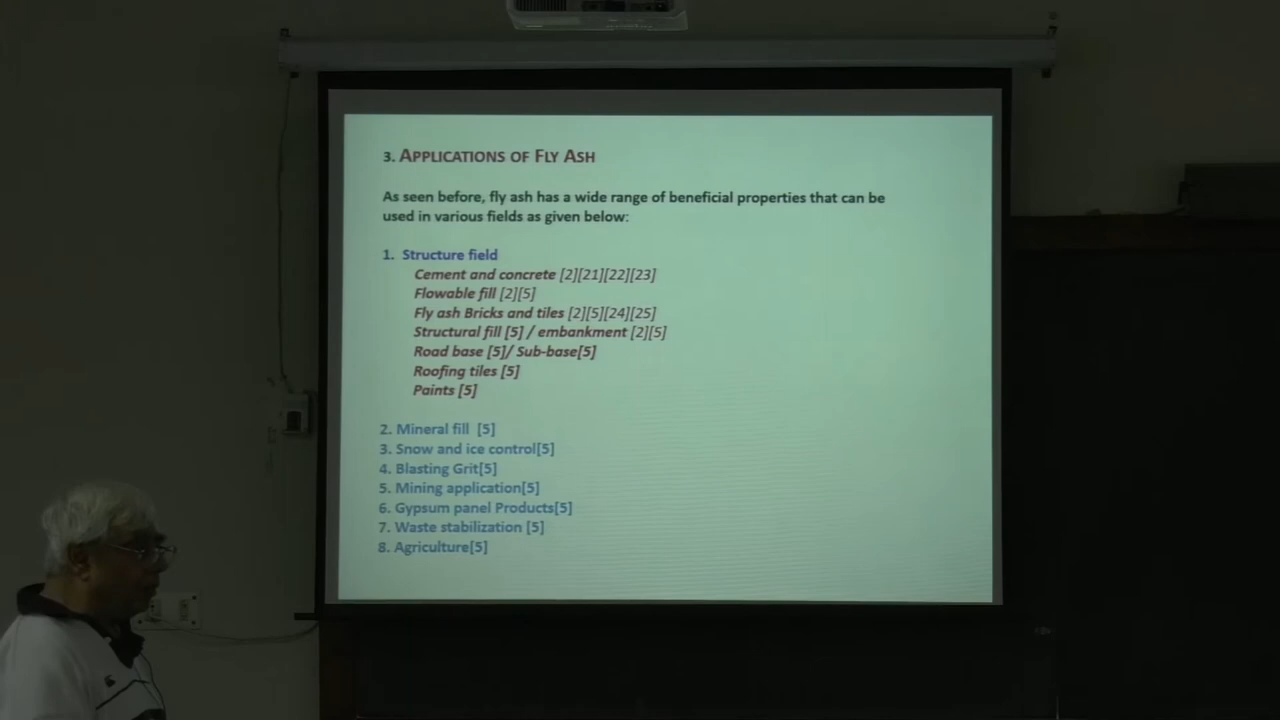 3. APPLICATIONS OF FLY ASH
As seen before, fly ash has a wide range of beneficial properties that can be
used in various fields as given below:
1. Structure field
Cement and concrete [2][21][22][23]
Flowable fill [2][5]
Fly ash Bricks and tiles [2][5][24][25]
Structural fill [5] / embankment [2][5]
Road base [5]/ Sub-base[5]
Roofing tiles [5]
Paints [5]
2. Mineral fill [5]
3. Snow and ice control[5]
4. Blasting Grit[5]
5. Mining application[5]
6. Gypsum panel Products[5]
7. Waste stabilization [5]
8. Agriculture[5]